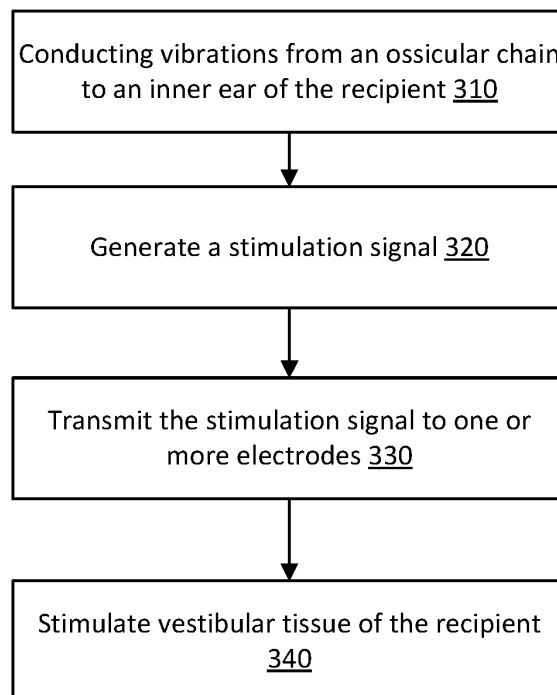 Conducting vibrations from an ossicular chain
to an inner ear of the recipient 310
Generate a stimulation signal 320
Transmit the stimulation signal to one or
more electrodes 330
Stimulate vestibular tissue of the recipient
340